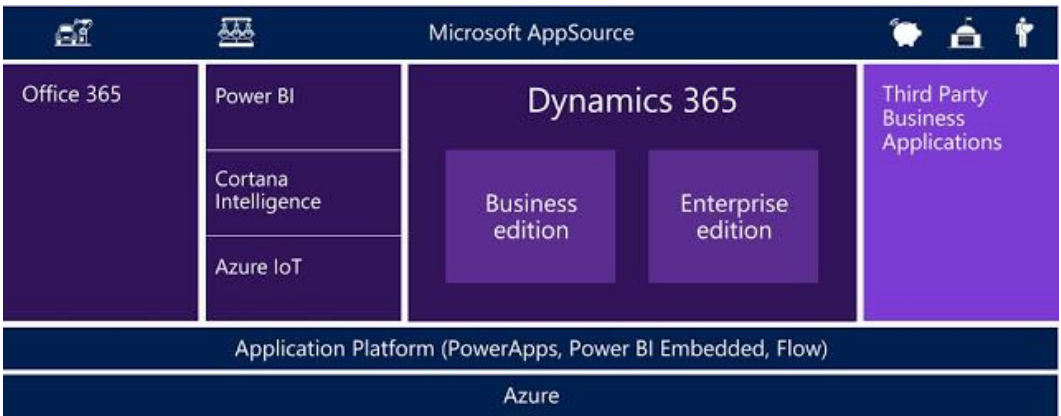 Microsoft AppSource
Office 365
Power BI
Cortana
Intelligence
Azure IoT
Dynamics 365
Business
edition
Enterprise
edition
Third Party
Business
Applications
Application Platform (PowerApps, Power BI Embedded, Flow)
Azure